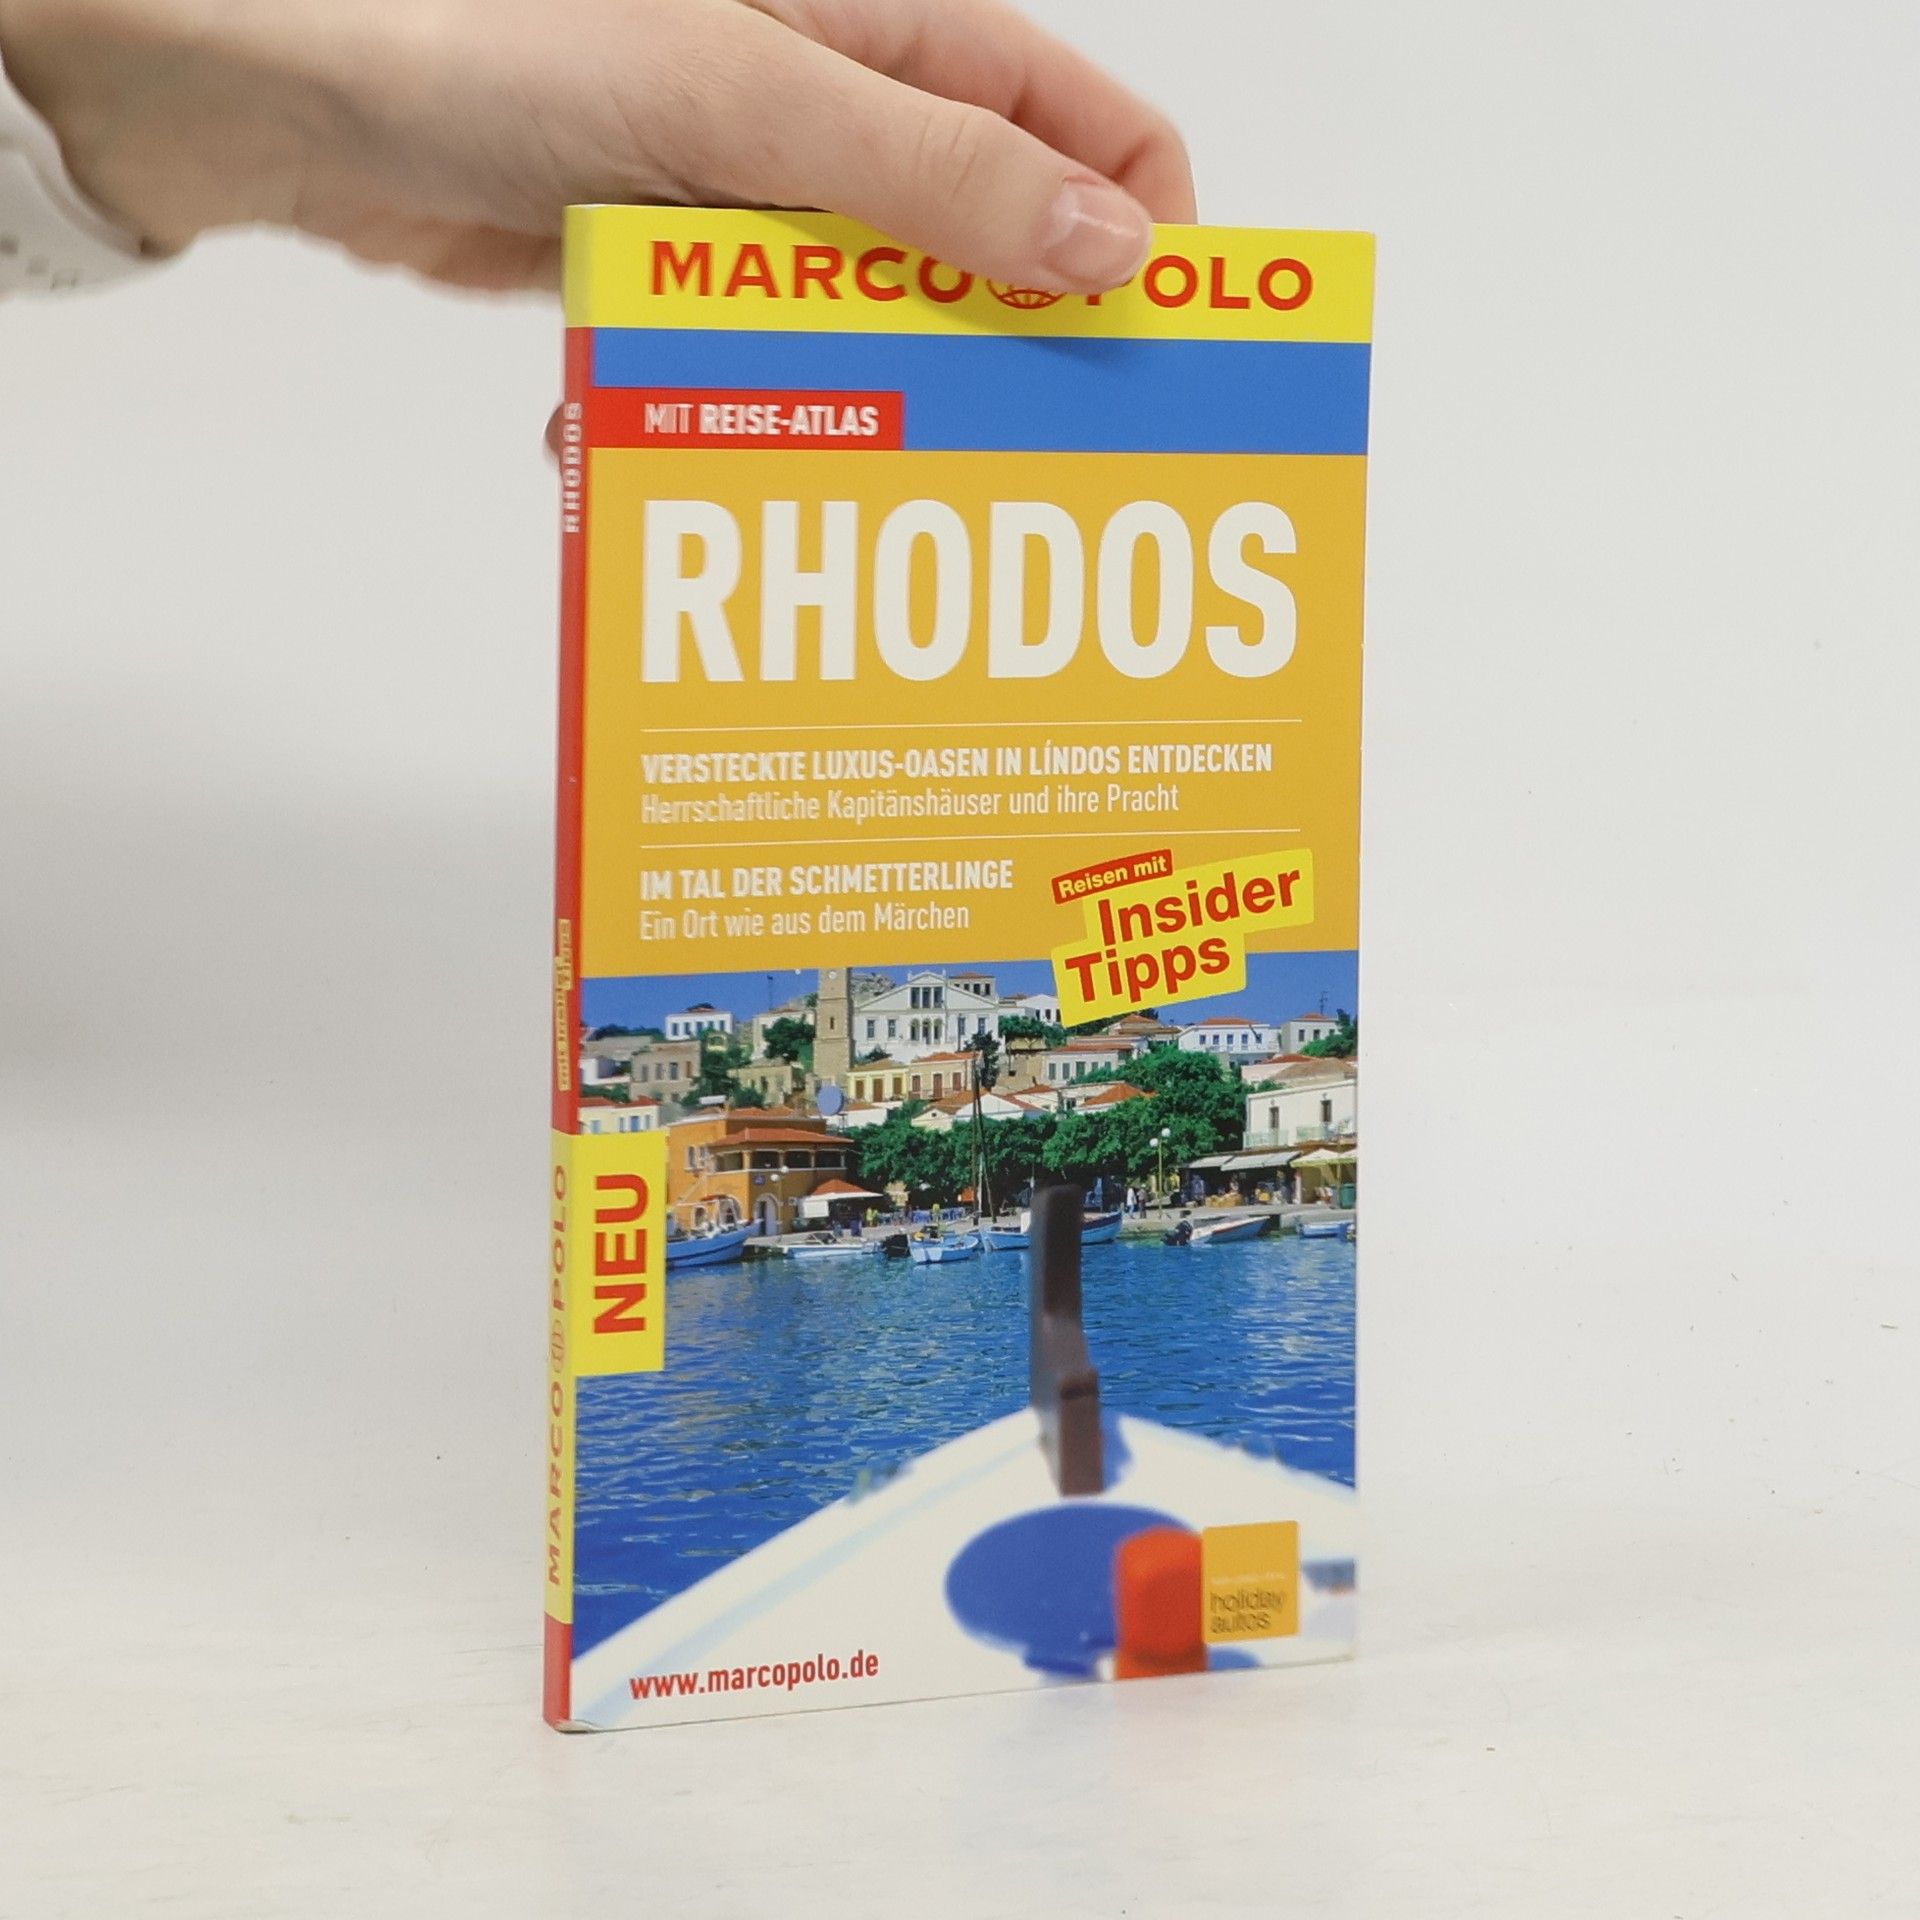 MARCO POLO
MIT REISE-ATLAS
RHODOS
VERSTECKTE LUXUS-OASEN IN LÍNDOS ENTDECKEN
Herrschaftliche Kapitänshäuser und ihre Pracht
IM TAL DER SCHMETTERLINGE
Ein Ort wie aus dem Märchen
Reisen mit
Insider
Tipps
NEU
holiday
autos
www.marcopolo.de
RHODOS
MARCO POLO